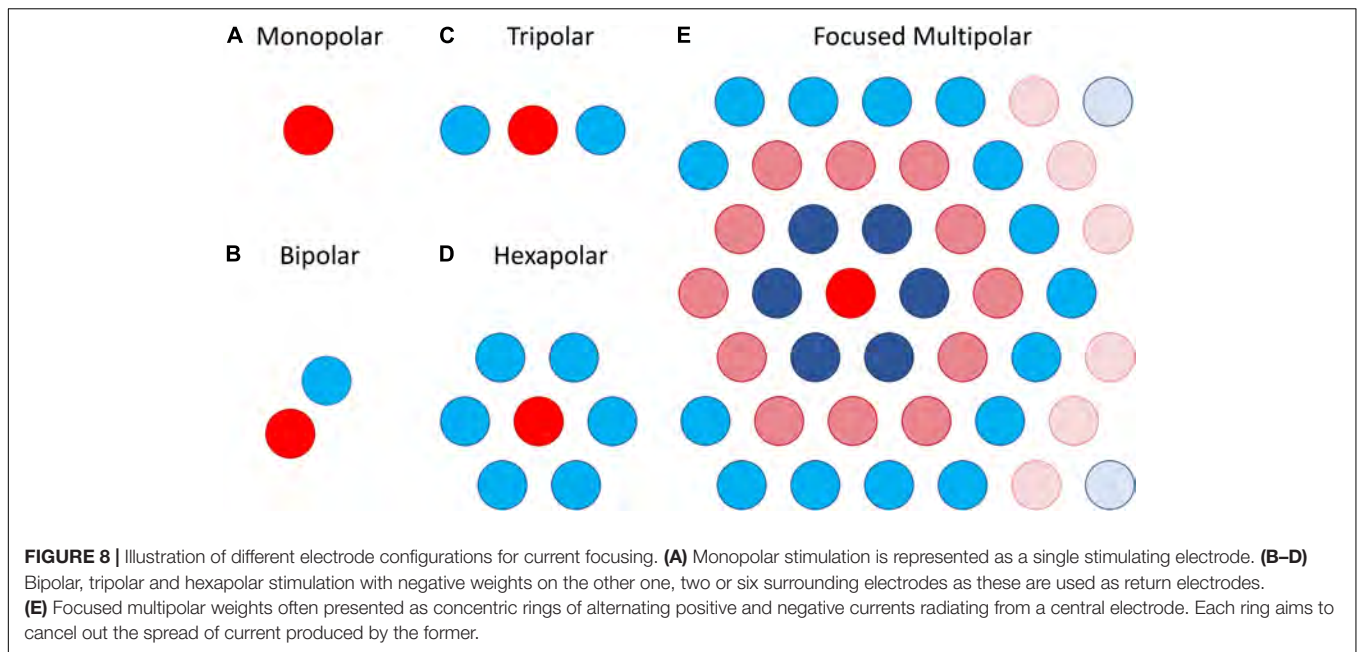 A Monopolar
C Tripolar
E Focused Multipolar
B Bipolar
D Hexapolar
FIGURE 8 | Illustration of different electrode configurations for current focusing. (A) Monopolar stimulation is represented as a single stimulating electrode. (B–D)
Bipolar, tripolar and hexapolar stimulation with negative weights on the other one, two or six surrounding electrodes as these are used as return electrodes.
(E) Focused multipolar weights often presented as concentric rings of alternating positive and negative currents radiating from a central electrode. Each ring aims to
cancel out the spread of current produced by the former.